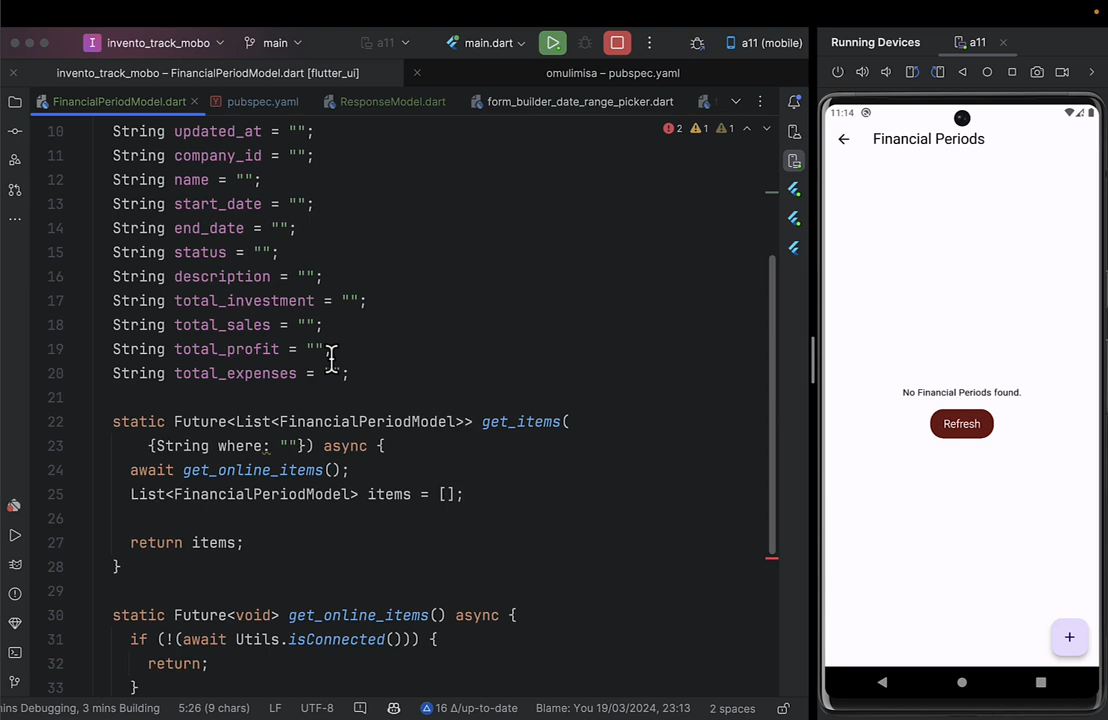 invento_track_mobo
main
a11
main.dart
a11 (mobile)
Running Devices
a11
invento_track_mobo – FinancialPeriodModel.dart [flutter_ui]
omulimisa – pubspec.yaml
FinancialPeriodModel.dart
pubspec.yaml
ResponseModel.dart
form_builder_date_range_picker.dart
2 1 1
10 String updated_at = "";
11 String company_id = "";
12 String name = "";
13 String start_date = "";
14 String end_date = "";
15 String status = "";
16 String description = "";
17 String total_investment = "";
18 String total_sales = "";
19 String total_profit = "";
20 String total_expenses = ;
21
22 static Future<List<FinancialPeriodModel>> get_items(
23 {String where: ""}) async {
24 await get_online_items();
25 List<FinancialPeriodModel> items = [];
26
27 return items;
28 }
29
30 static Future<void> get_online_items() async {
31 if (!(await Utils.isConnected())) {
32 return;
33 }
11:14
Financial Periods
No Financial Periods found.
Refresh
+
ins Debugging, 3 mins Building
5:26 (9 chars)
LF
UTF-8
16 Δ/up-to-date
Blame: You 19/03/2024, 23:13
2 spaces